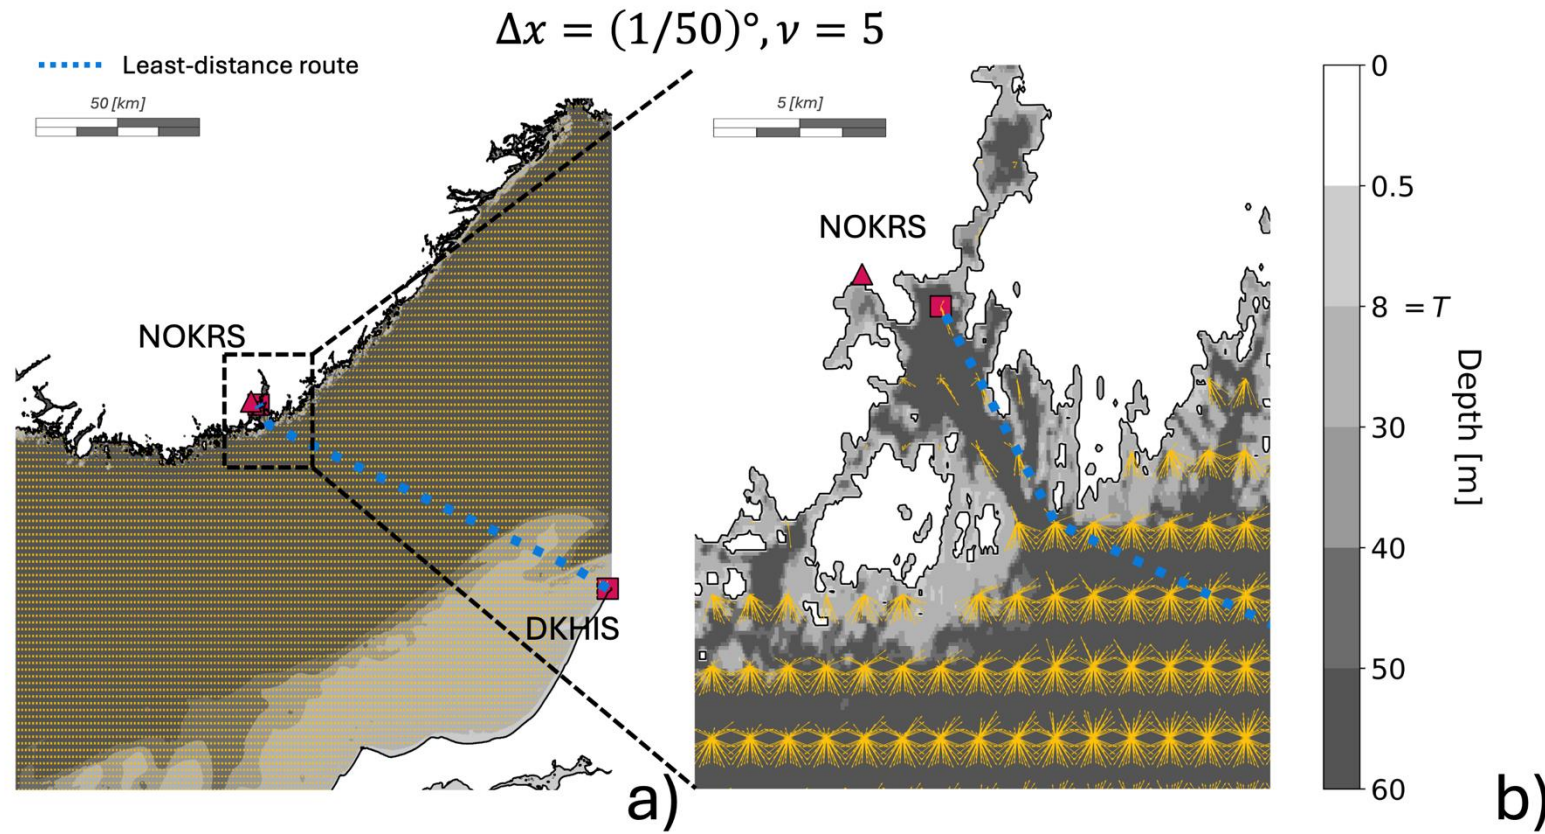 Δx = (1/50)°, ν = 5
Least-distance route
50 [km]
5 [km]
NOKRS
DKHIS
a)
NOKRS
0
0.5
8 = T
30
40
50
60
Depth [m]
b)